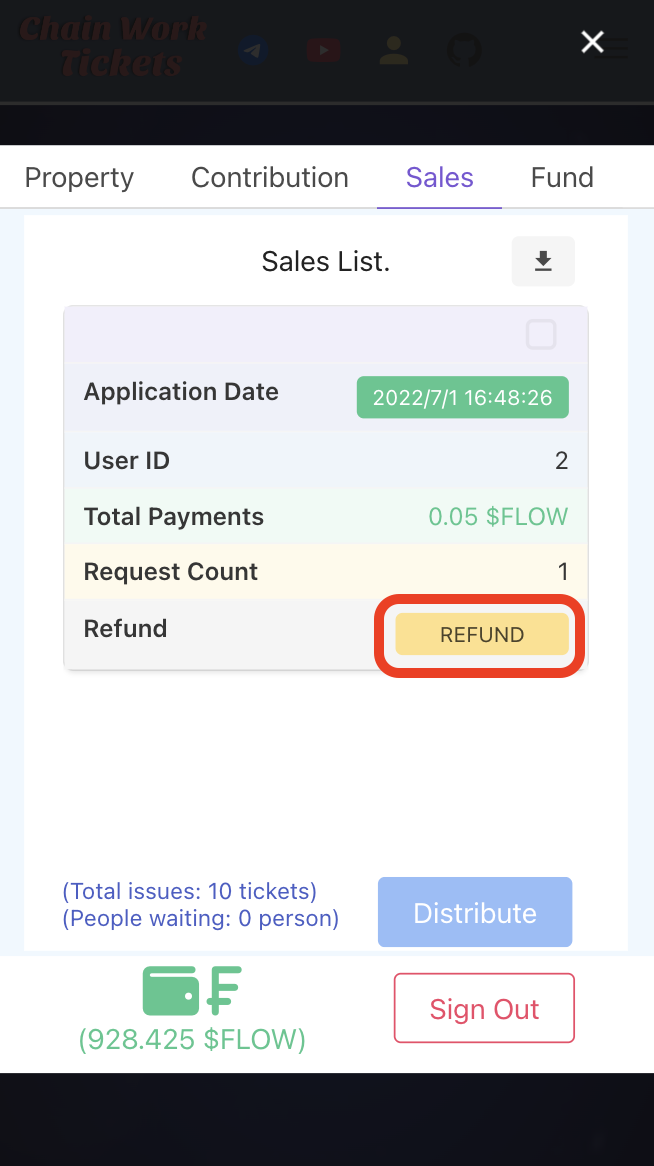 Chain Work
Tickets
Property Contribution Sales Fund
Sales List.
Application Date 2022/7/1 16:48:26
User ID 2
Total Payments 0.05 $FLOW
Request Count 1
Refund REFUND
(Total issues: 10 tickets)
(People waiting: 0 person)
Distribute
(928.425 $FLOW)
Sign Out